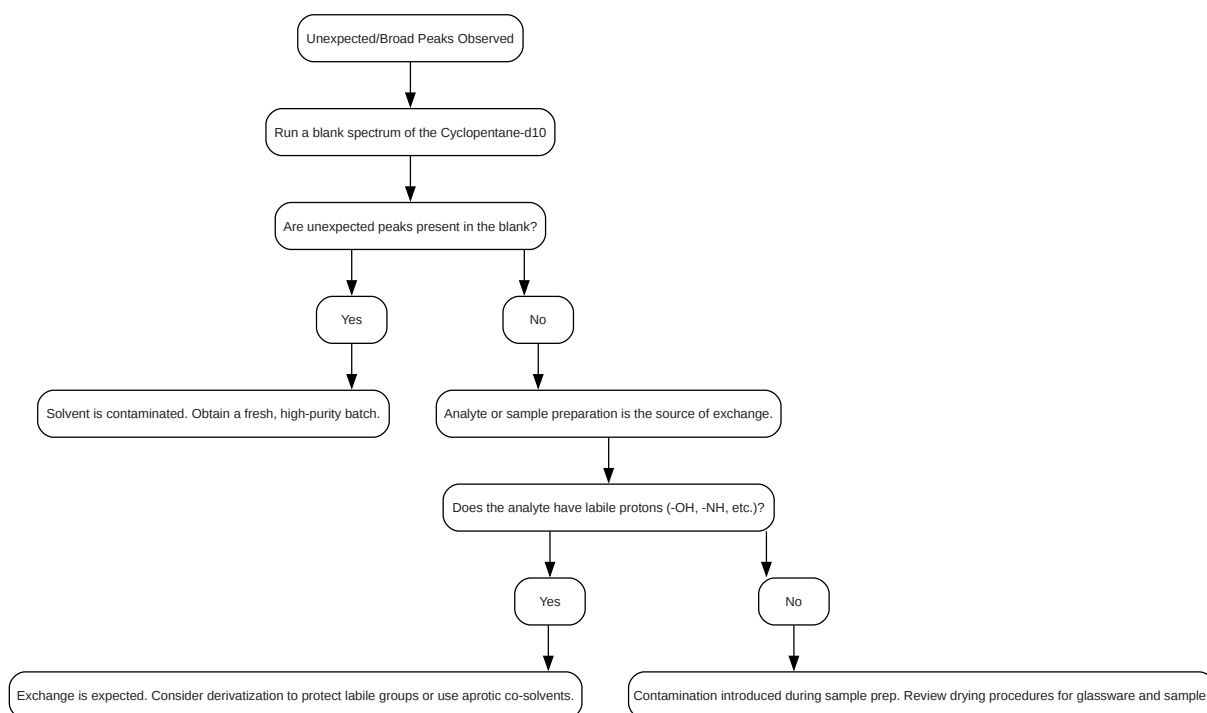 Unexpected/Broad Peaks Observed
Run a blank spectrum of the Cyclopentane-d10
Are unexpected peaks present in the blank?
Yes
No
Solvent is contaminated. Obtain a fresh, high-purity batch.
Analyte or sample preparation is the source of exchange.
Does the analyte have labile protons (-OH, -NH, etc.)?
Yes
No
Exchange is expected. Consider derivatization to protect labile groups or use aprotic co-solvents.
Contamination introduced during sample prep. Review drying procedures for glassware and sample